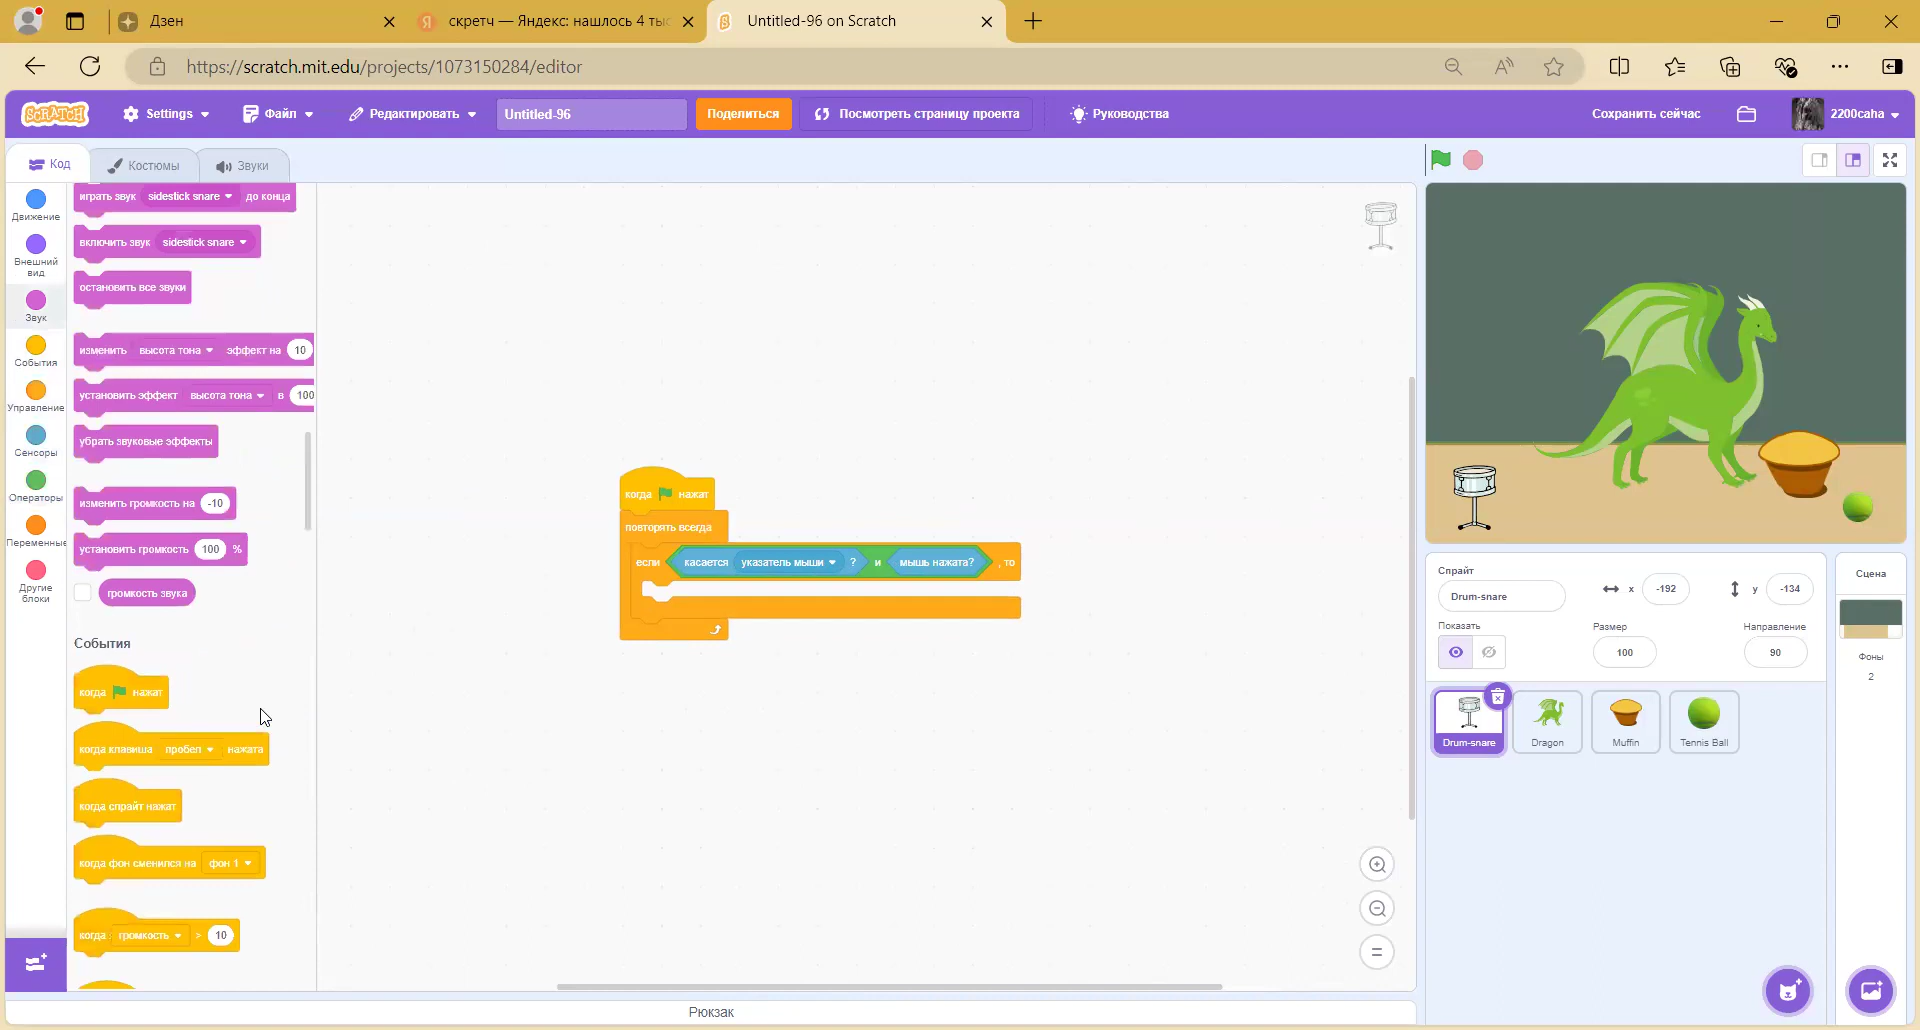 Дзен
скретч — Яндекс: нашлось 4 тыс
Untitled-96 on Scratch
https://scratch.mit.edu/projects/1073150284/editor
SCRATCH
Settings
Файл
Редактировать
Untitled-96
Поделиться
Посмотреть страницу проекта
Руководства
Сохранить сейчас
2200caha
Код
Костюмы
Звуки
Движение
Внешний вид
Звук
События
Управление
Сенсоры
Операторы
Переменные
Другие блоки
играть звук sidestick snare до конца
включить звук sidestick snare
остановить все звуки
изменить высота тона эффект на 10
установить эффект высота тона в 100
убрать звуковые эффекты
изменить громкость на -10
установить громкость 100 %
громкость звука
События
когда нажат
когда клавиша пробел нажата
когда спрайт нажат
когда фон сменился на фон 1
когда громкость > 10
когда нажат
повторять всегда
если касается указатель мыши ? и мышь нажата? , то
Рюкзак
Спрайт
Drum-snare
x -192
y -134
Показать
Размер
100
Направление
90
Drum-snare
Dragon
Muffin
Tennis Ball
Сцена
Фоны
2